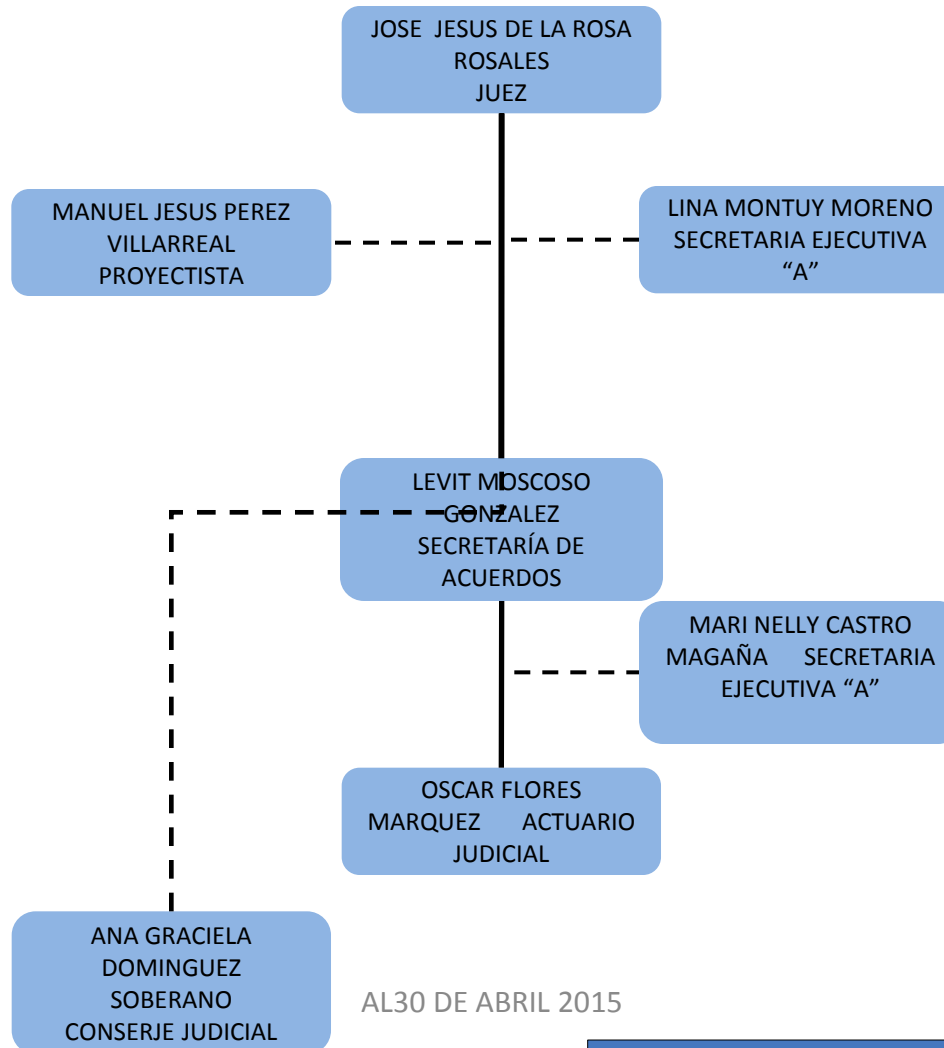 JOSE JESUS DE LA ROSA
ROSALES
JUEZ
MANUEL JESUS PEREZ
VILLARREAL
PROYECTISTA
LINA MONTUY MORENO
SECRETARIA EJECUTIVA
“A”
LEVIT MOSCOSO
GONZALEZ
SECRETARÍA DE
ACUERDOS
MARI NELLY CASTRO
MAGAÑA SECRETARIA
EJECUTIVA “A”
OSCAR FLORES
MARQUEZ ACTUARIO
JUDICIAL
ANA GRACIELA
DOMINGUEZ
SOBERANO
CONSERJE JUDICIAL
AL30 DE ABRIL 2015